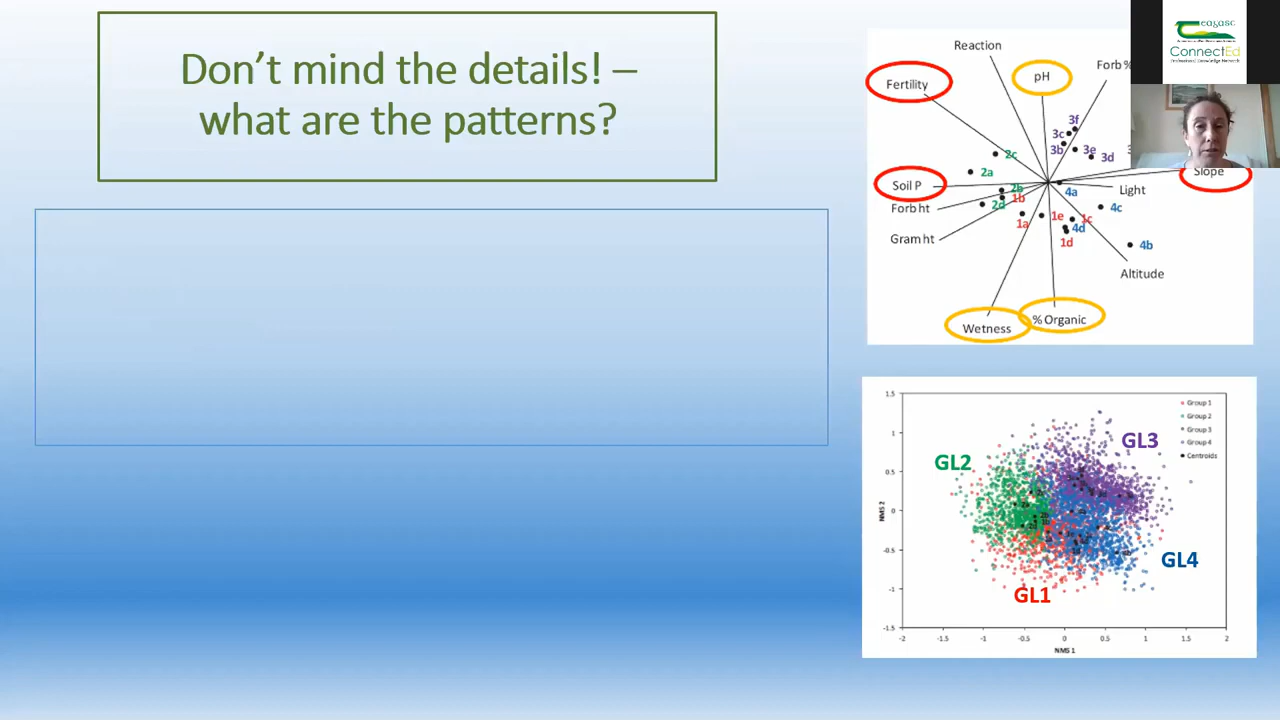 Don’t mind the details! –
what are the patterns?
Reaction
Fertility
pH
Forb %
eagasc
ConnectEd
3f
3c
3b
3e
3d
2c
2a
Soil P
2b
1b
2d
Slope
Light
4a
Forb ht
4c
Gram ht
1a
1e
1c
4d
1d
4b
Altitude
Wetness
% Organic
1.5
1
0.5
0
-0.5
-1
-1.5
NMS 2
GL2
GL3
GL4
GL1
Group 1
Group 2
Group 3
Group 4
Centroids
-2
-1.5
-1
-0.5
0
0.5
1
1.5
2
NMS 1